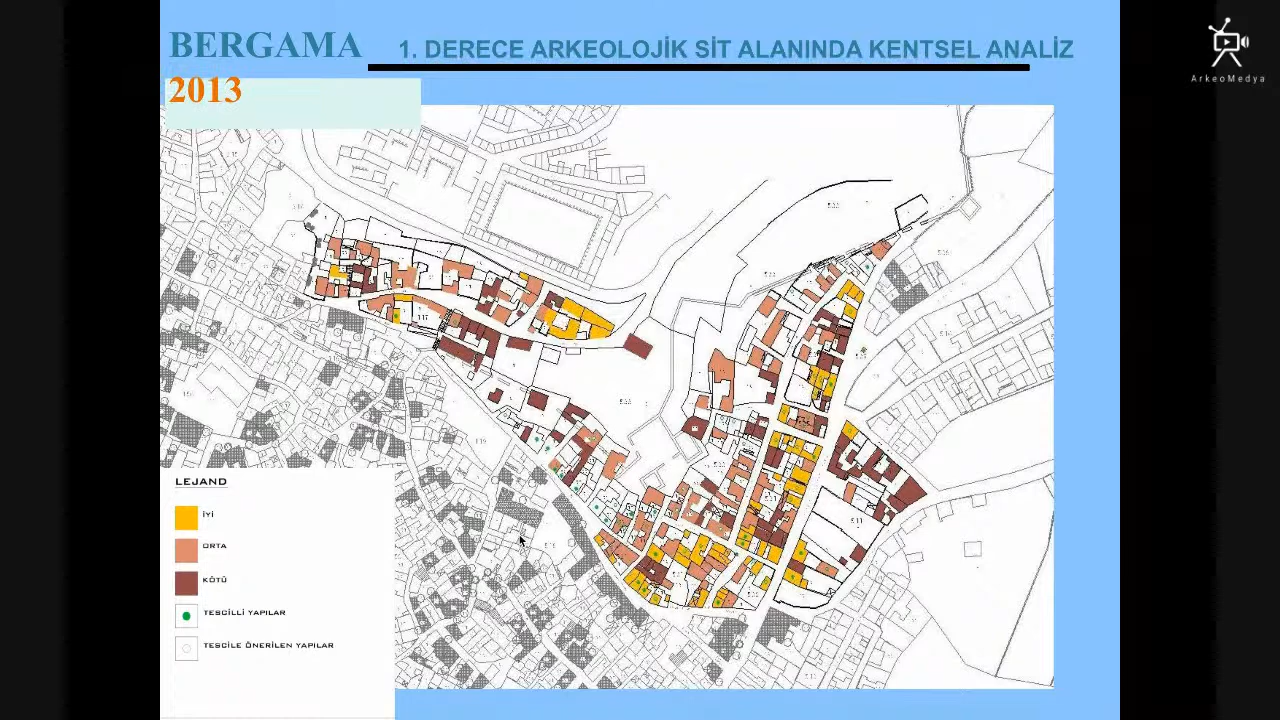 BERGAMA
1. DERECE ARKEOLOJİK SİT ALANINDA KENTSEL ANALİZ
2013
ArkeoMedya
LEJAND
İYİ
ORTA
KÖTÜ
TESCİLLİ YAPILAR
TESCİLE ÖNERİLEN YAPILAR